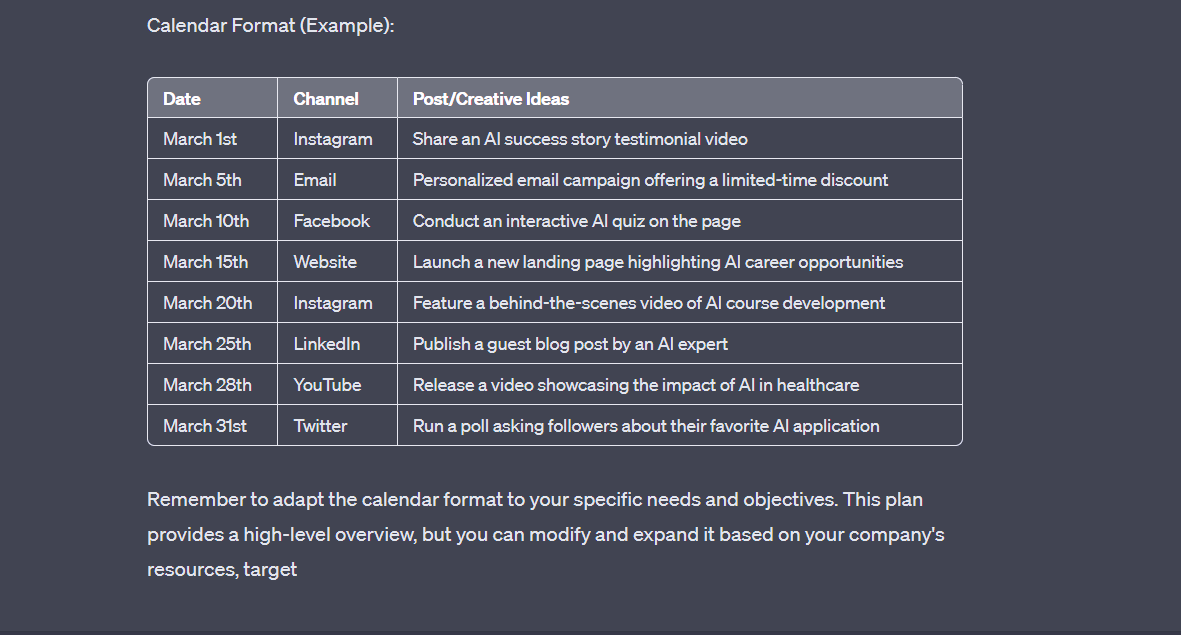 Calendar Format (Example):
Date Channel Post/Creative Ideas
March 1st Instagram Share an AI success story testimonial video
March 5th Email Personalized email campaign offering a limited-time discount
March 10th Facebook Conduct an interactive AI quiz on the page
March 15th Website Launch a new landing page highlighting AI career opportunities
March 20th Instagram Feature a behind-the-scenes video of AI course development
March 25th LinkedIn Publish a guest blog post by an AI expert
March 28th YouTube Release a video showcasing the impact of AI in healthcare
March 31st Twitter Run a poll asking followers about their favorite AI application
Remember to adapt the calendar format to your specific needs and objectives. This plan
provides a high-level overview, but you can modify and expand it based on your company's
resources, target